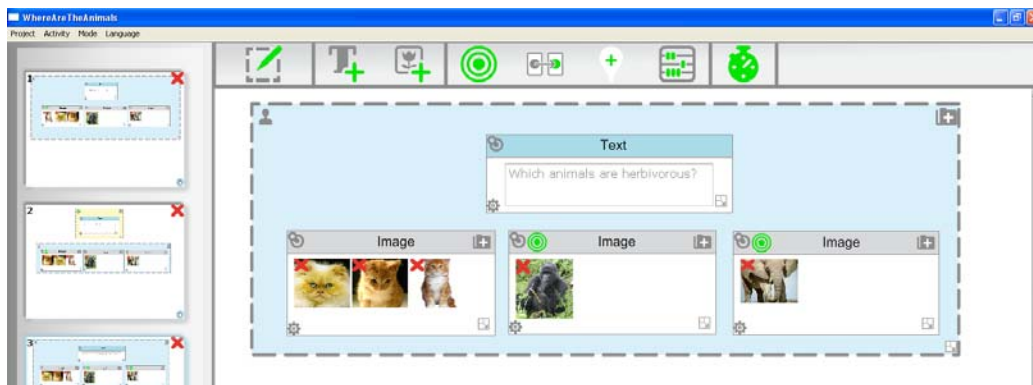 WhereAreTheAnimals
Project Activity Mode Language
1
2
3
Text
Which animals are herbivorous?
Image
Image
Image